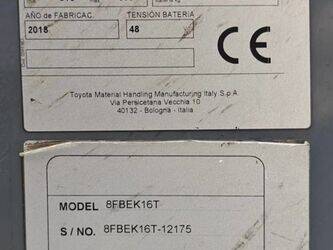 AÑO de FABRICAC. TENSIÓN BATERIA
2018 48
CE
Toyota Material Handling Manufacturing Italy S.p.A
Via Persicetana Vecchia 10
40132 - Bologna - Italia
MODEL 8FBEK16T
S / NO. 8FBEK16T-12175